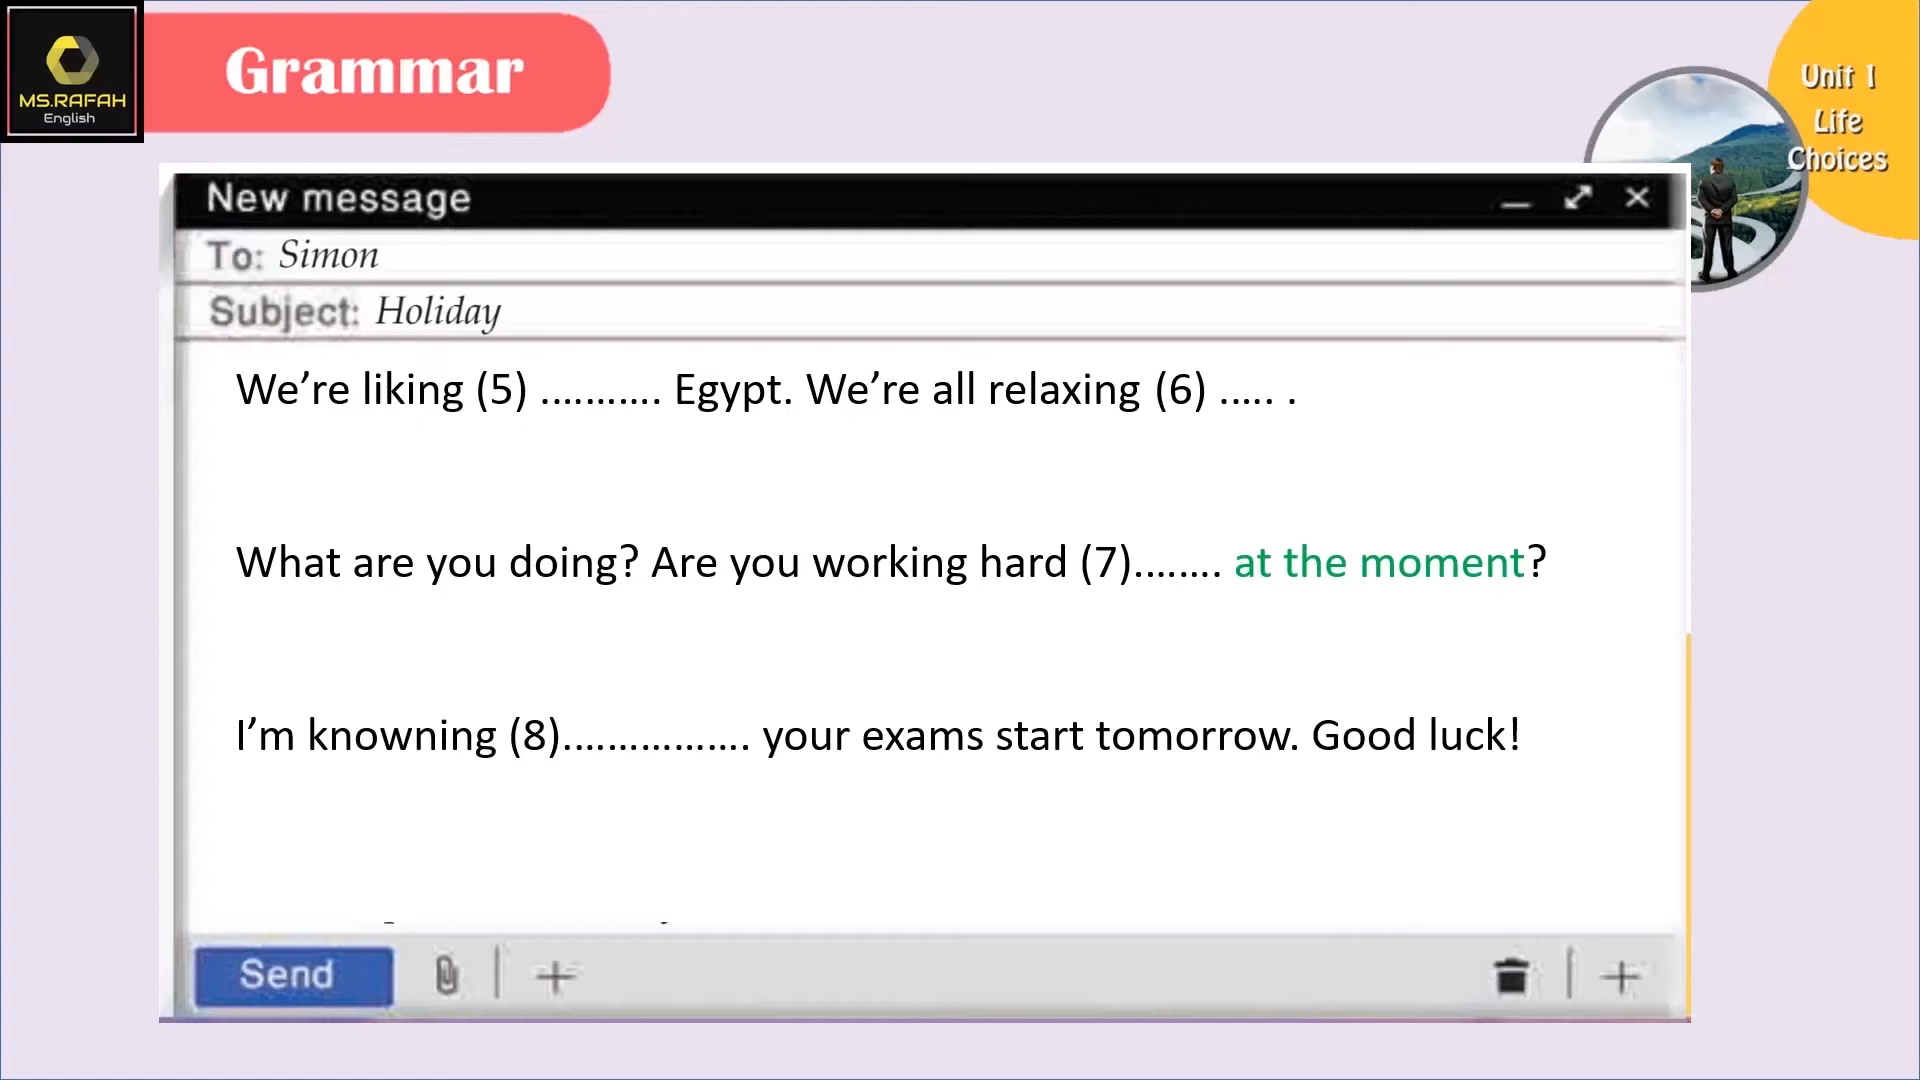 MS.RAFAH
English
Grammar
Unit 1
Life
Choices
New message
To: Simon
Subject: Holiday
We’re liking (5) ........... Egypt. We’re all relaxing (6) ..... .
What are you doing? Are you working hard (7)........ at the moment?
I’m knowning (8)................. your exams start tomorrow. Good luck!
Send